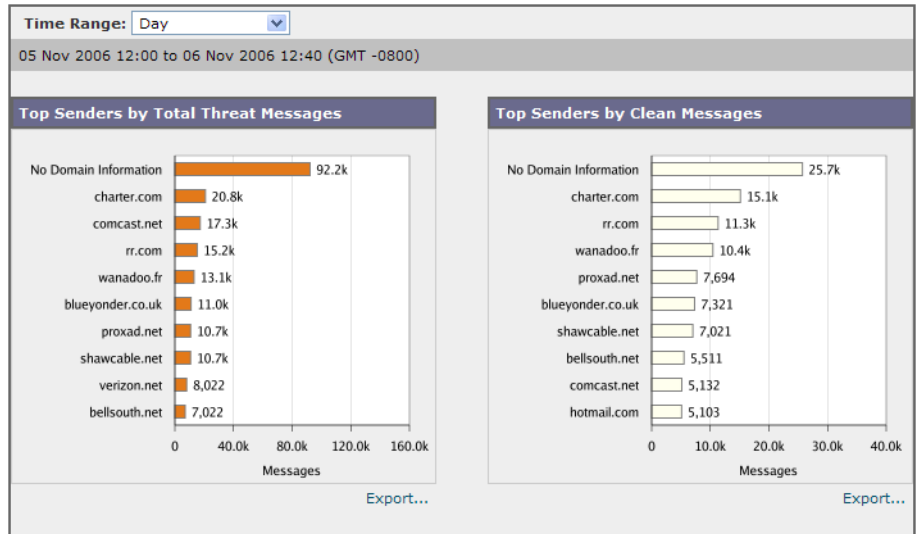 Time Range: Day
05 Nov 2006 12:00 to 06 Nov 2006 12:40 (GMT -0800)
Top Senders by Total Threat Messages
No Domain Information 92.2k
charter.com 20.8k
comcast.net 17.3k
rr.com 15.2k
wanadoo.fr 13.1k
blueyonder.co.uk 11.0k
proxad.net 10.7k
shawcable.net 10.7k
verizon.net 8,022
bellsouth.net 7,022
0 40.0k 80.0k 120.0k 160.0k
Messages
Export...
Top Senders by Clean Messages
No Domain Information 25.7k
charter.com 15.1k
rr.com 11.3k
wanadoo.fr 10.4k
proxad.net 7,694
blueyonder.co.uk 7,321
shawcable.net 7,021
bellsouth.net 5,511
comcast.net 5,132
hotmail.com 5,103
0 10.0k 20.0k 30.0k 40.0k
Messages
Export...